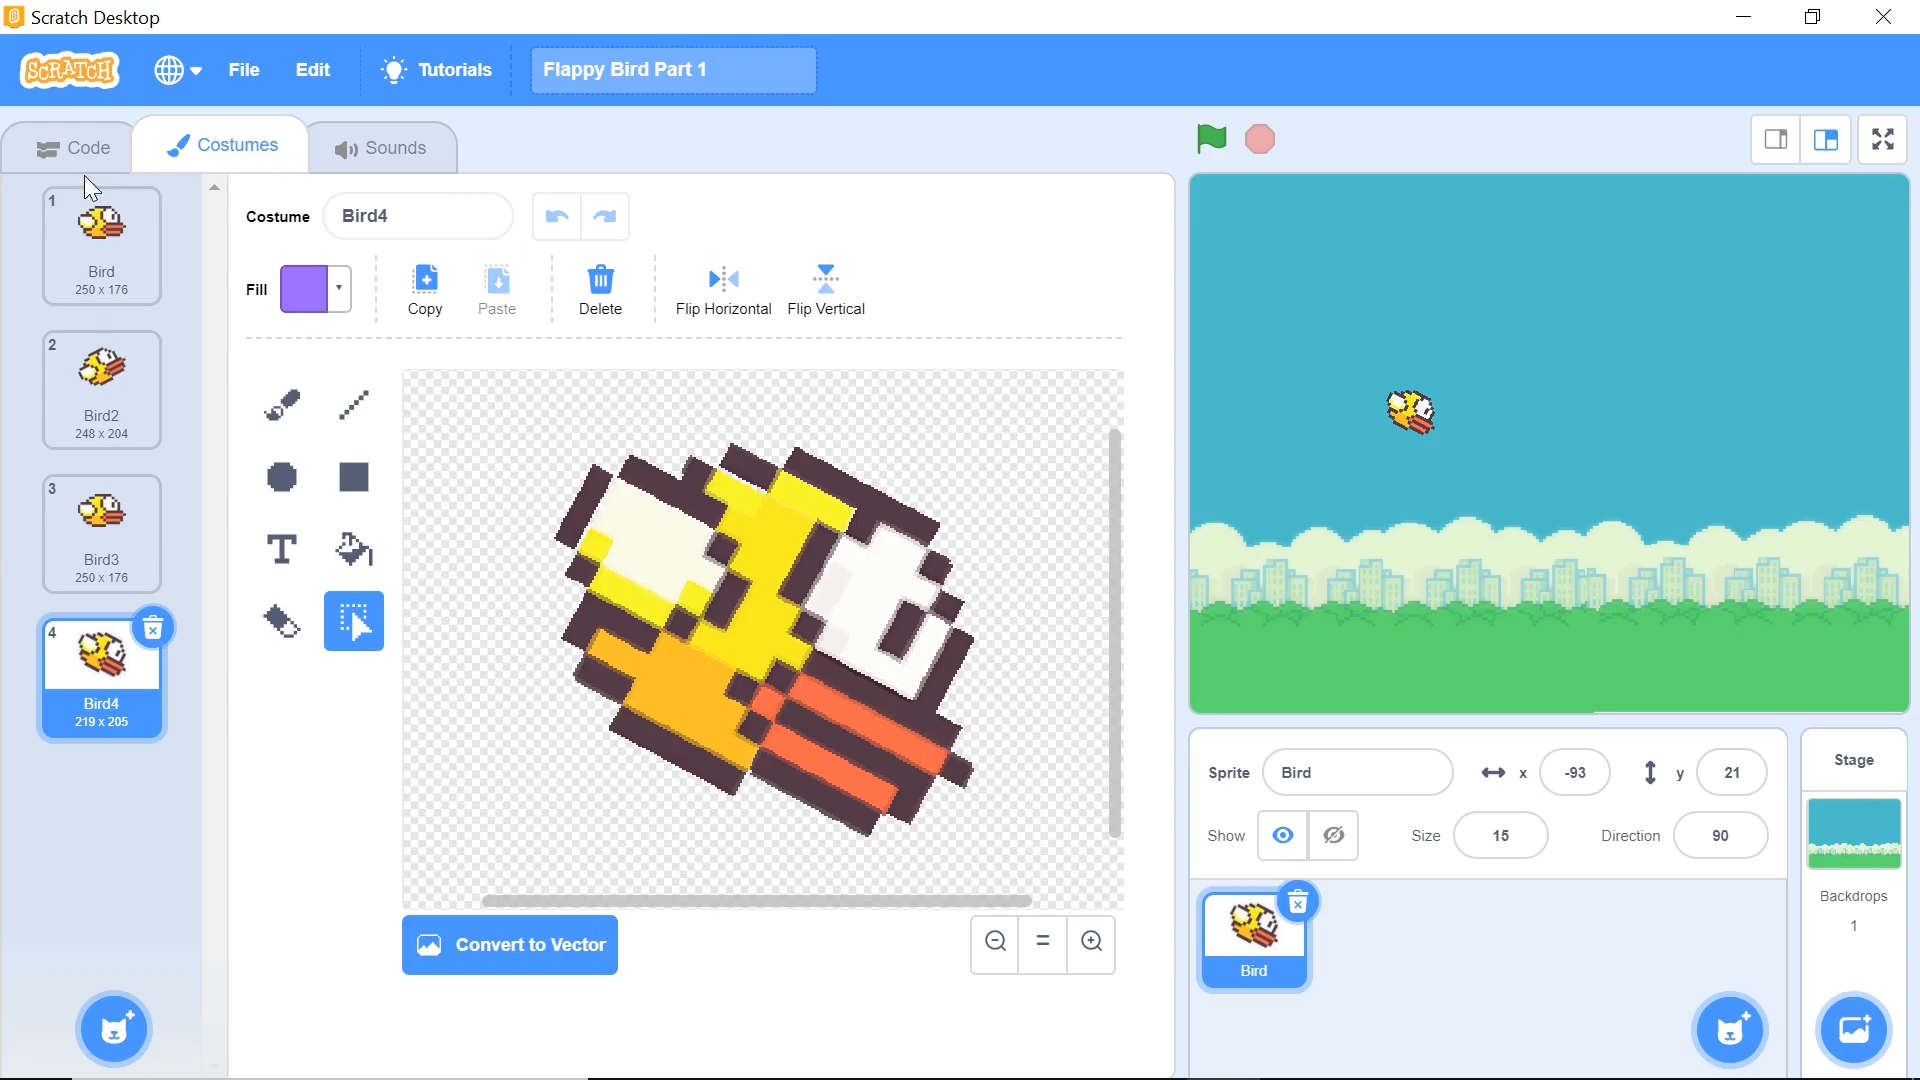 Scratch Desktop
SCRATCH
File
Edit
Tutorials
Flappy Bird Part 1
Code
Costumes
Sounds
1
Bird
250 x 176
2
Bird2
248 x 204
3
Bird3
250 x 176
4
Bird4
219 x 205
Costume
Bird4
Fill
Copy
Paste
Delete
Flip Horizontal
Flip Vertical
T
Convert to Vector
Sprite
Bird
x
-93
y
21
Show
Size
15
Direction
90
Bird
Stage
Backdrops
1